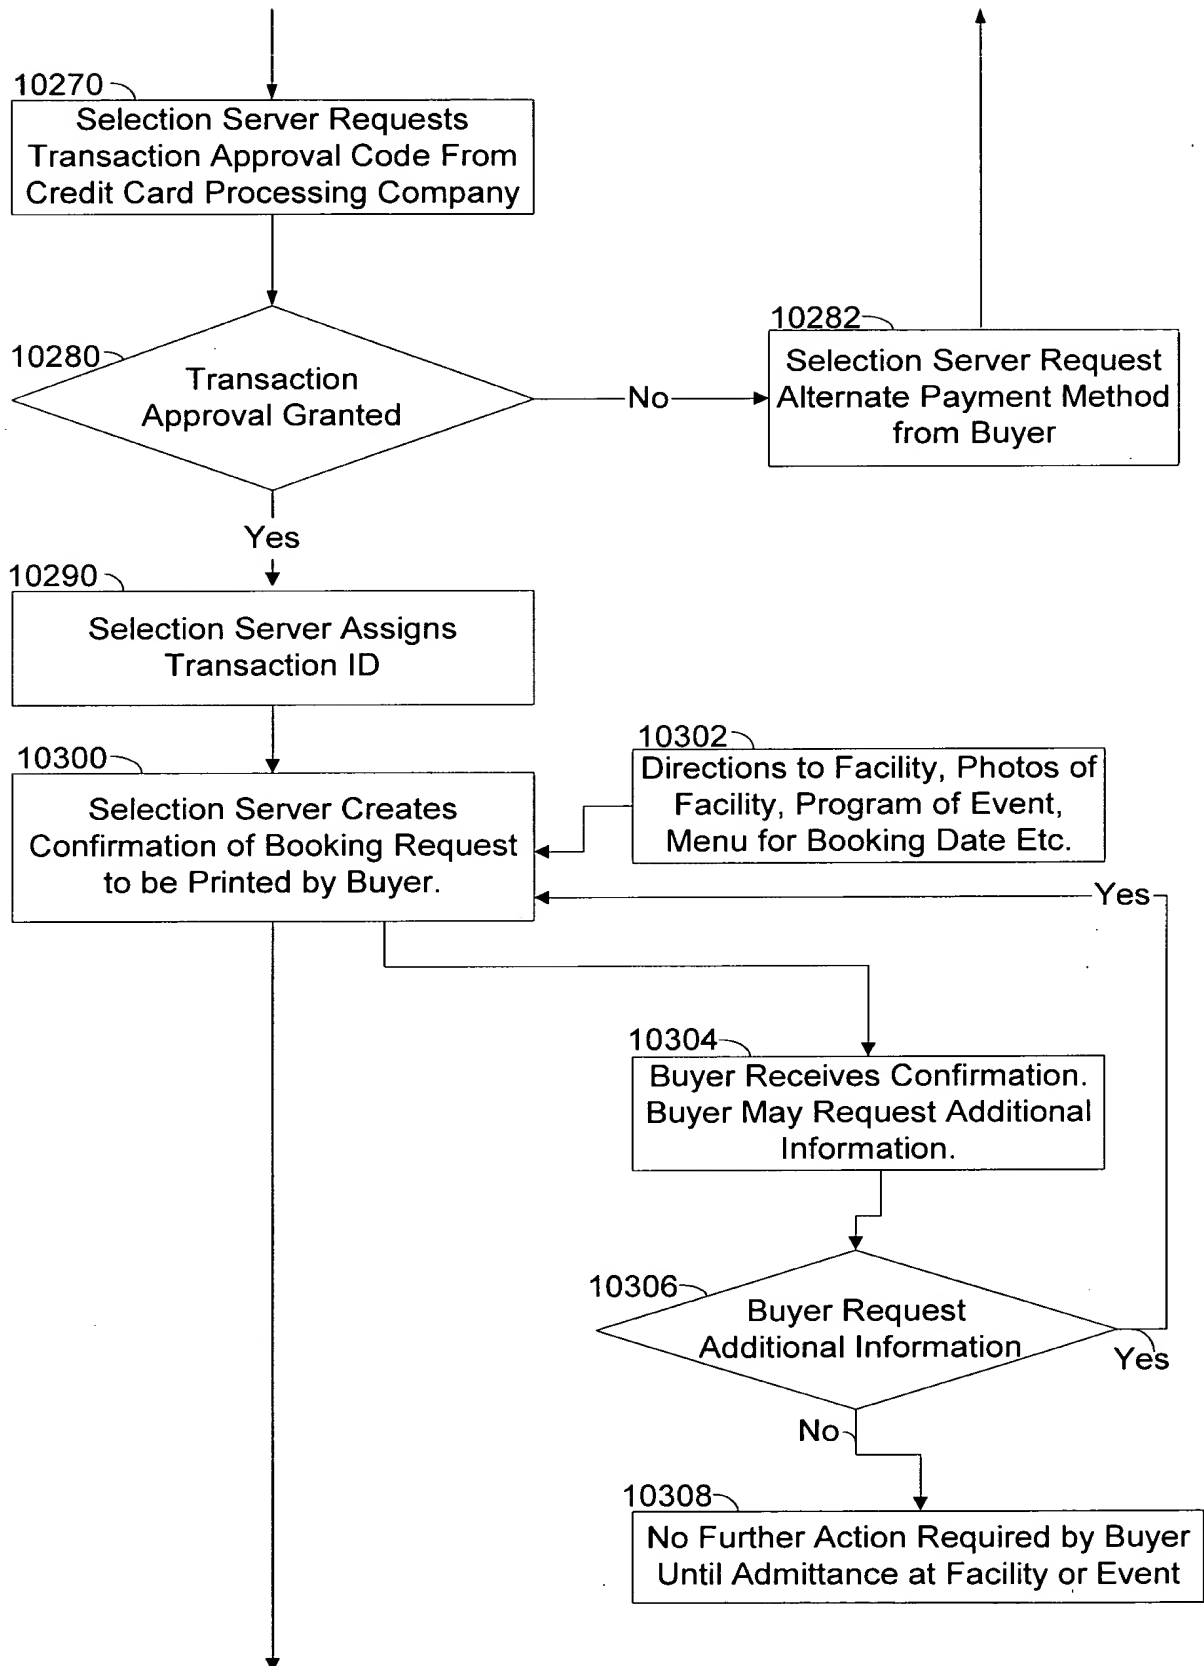 10270
Selection Server Requests
Transaction Approval Code From
Credit Card Processing Company
10280
Transaction
Approval Granted
No
10282
Selection Server Request
Alternate Payment Method
from Buyer
Yes
10290
Selection Server Assigns
Transaction ID
10300
Selection Server Creates
Confirmation of Booking Request
to be Printed by Buyer.
10302
Directions to Facility, Photos of
Facility, Program of Event,
Menu for Booking Date Etc.
Yes
10304
Buyer Receives Confirmation.
Buyer May Request Additional
Information.
10306
Buyer Request
Additional Information
Yes
No
10308
No Further Action Required by Buyer
Until Admittance at Facility or Event